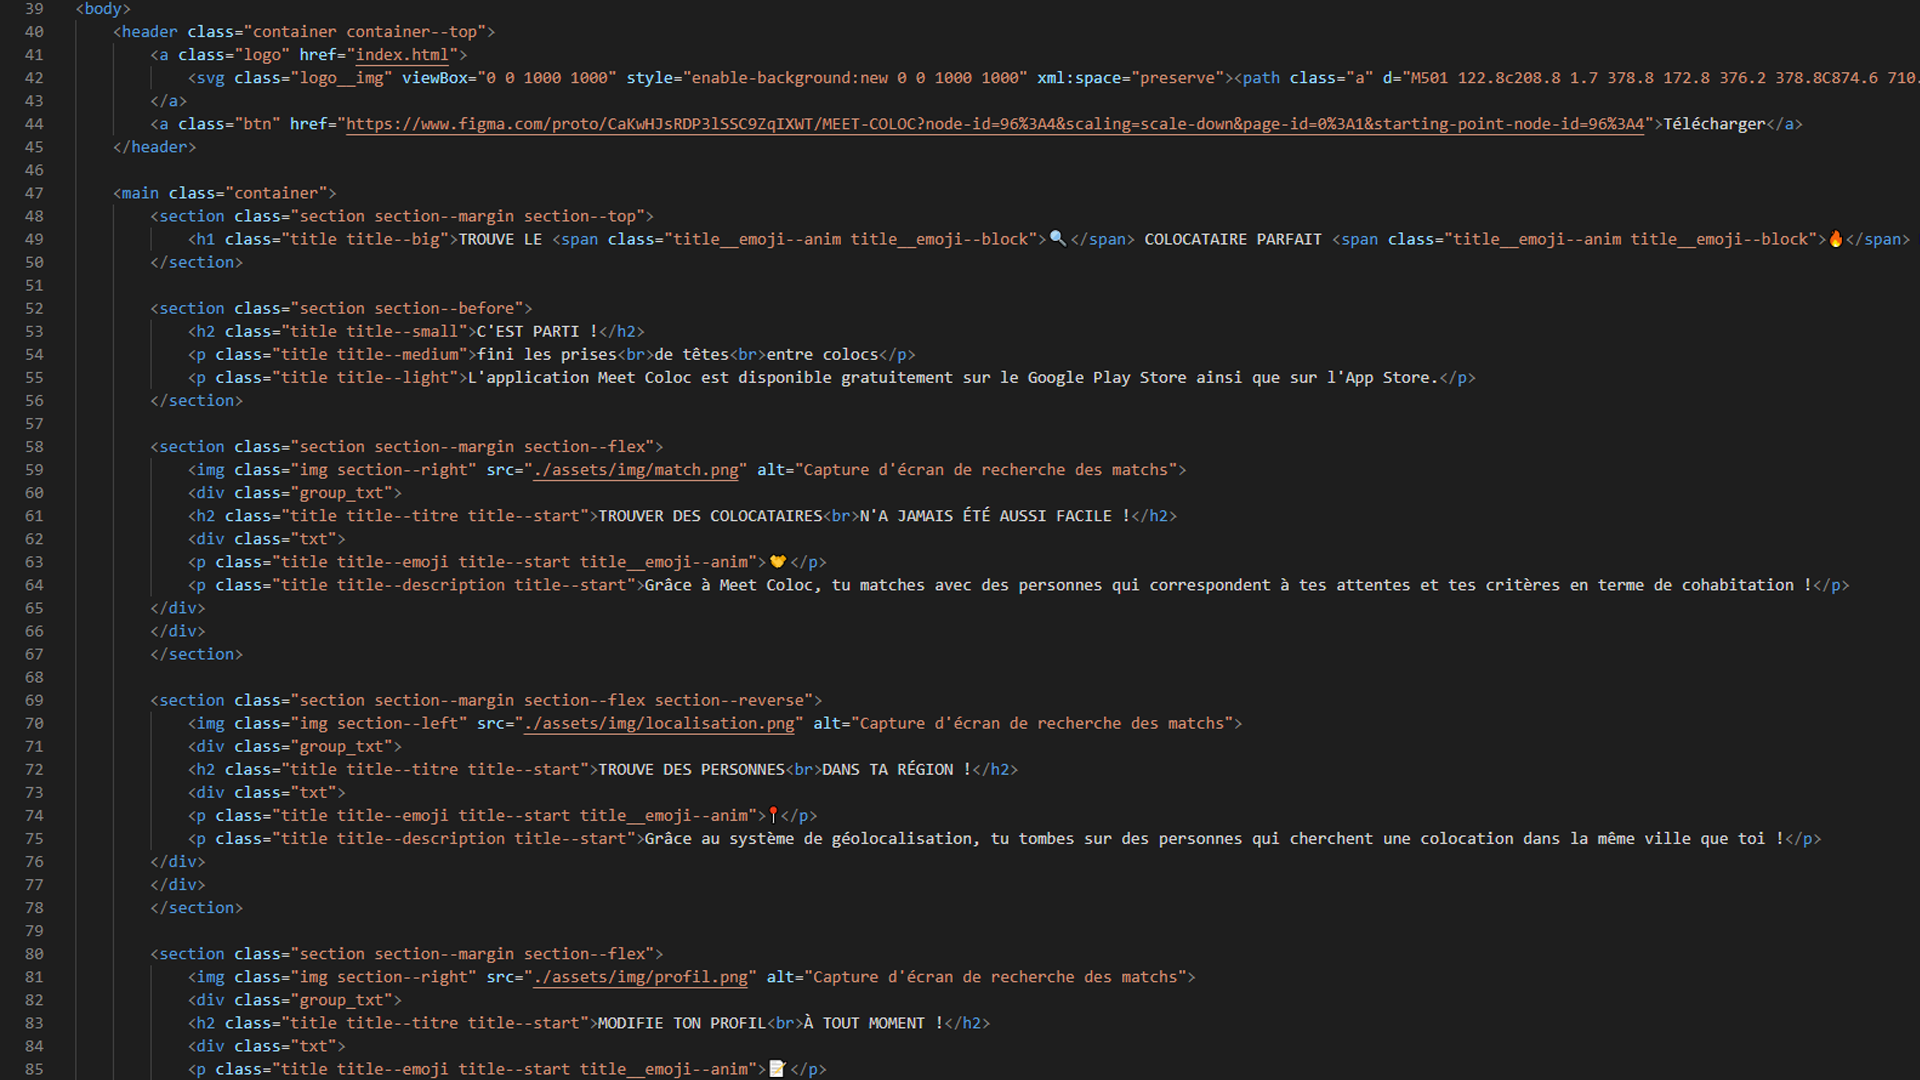 39 <body>
40 <header class="container container--top">
41 <a class="logo" href="index.html">
42 <svg class="logo__img" viewBox="0 0 1000 1000" style="enable-background:new 0 0 1000 1000" xml:space="preserve"><path class="a" d="M501 122.8c208.8 1.7 378.8 172.8 376.2 378.8C874.6 710.
43 </a>
44 <a class="btn" href="https://www.figma.com/proto/CaKwHJsRDP3lSSC9ZqIXWT/MEET-COLOC?node-id=96%3A4&scaling=scale-down&page-id=0%3A1&starting-point-node-id=96%3A4">Télécharger</a>
45 </header>
46
47 <main class="container">
48 <section class="section section--margin section--top">
49 <h1 class="title title--big">TROUVE LE <span class="title__emoji--anim title__emoji--block">🔍</span> COLOCATAIRE PARFAIT <span class="title__emoji--anim title__emoji--block">🔥</span>
50 </section>
51
52 <section class="section section--before">
53 <h2 class="title title--small">C'EST PARTI !</h2>
54 <p class="title title--medium">fini les prises<br>de têtes<br>entre colocs</p>
55 <p class="title title--light">L'application Meet Coloc est disponible gratuitement sur le Google Play Store ainsi que sur l'App Store.</p>
56 </section>
57
58 <section class="section section--margin section--flex">
59 <img class="img section--right" src="./assets/img/match.png" alt="Capture d'écran de recherche des matchs">
60 <div class="group_txt">
61 <h2 class="title title--titre title--start">TROUVER DES COLOCATAIRES<br>N'A JAMAIS ÉTÉ AUSSI FACILE !</h2>
62 <div class="txt">
63 <p class="title title--emoji title--start title__emoji--anim">🤝</p>
64 <p class="title title--description title--start">Grâce à Meet Coloc, tu matches avec des personnes qui correspondent à tes attentes et tes critères en terme de cohabitation !</p>
65 </div>
66 </div>
67 </section>
68
69 <section class="section section--margin section--flex section--reverse">
70 <img class="img section--left" src="./assets/img/localisation.png" alt="Capture d'écran de recherche des matchs">
71 <div class="group_txt">
72 <h2 class="title title--titre title--start">TROUVE DES PERSONNES<br>DANS TA RÉGION !</h2>
73 <div class="txt">
74 <p class="title title--emoji title--start title__emoji--anim">📍</p>
75 <p class="title title--description title--start">Grâce au système de géolocalisation, tu tombes sur des personnes qui cherchent une colocation dans la même ville que toi !</p>
76 </div>
77 </div>
78 </section>
79
80 <section class="section section--margin section--flex">
81 <img class="img section--right" src="./assets/img/profil.png" alt="Capture d'écran de recherche des matchs">
82 <div class="group_txt">
83 <h2 class="title title--titre title--start">MODIFIE TON PROFIL<br>À TOUT MOMENT !</h2>
84 <div class="txt">
85 <p class="title title--emoji title--start title__emoji--anim">📝</p>